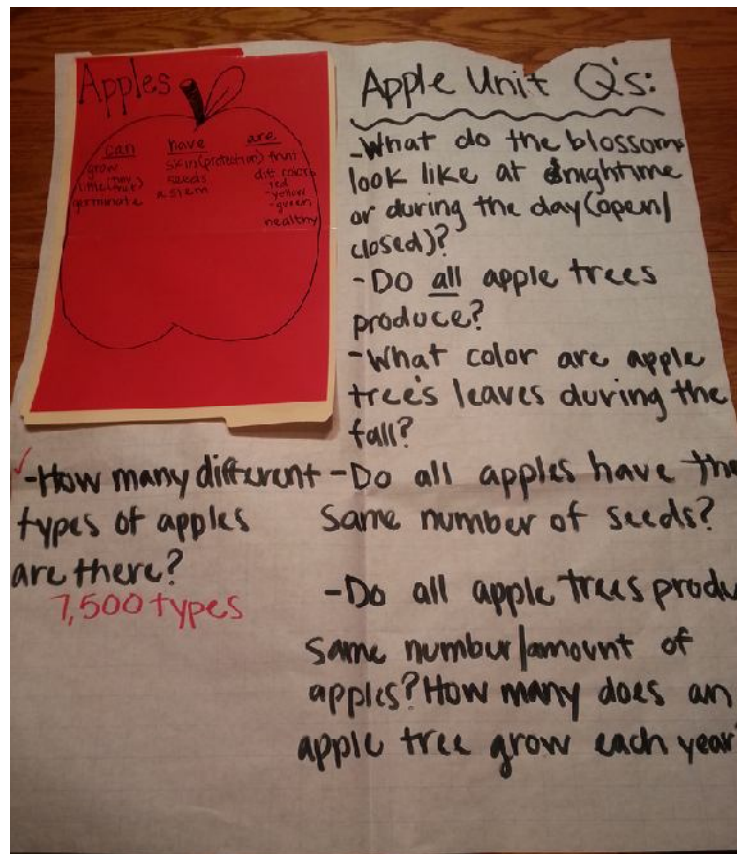 Apples
can have are
grow skin (protection) fruit
seeds dif colors
germinate a stem -red
-yellow
-green
healthy
Apple Unit Q's:
-What do the blossoms
look like at nightime
or during the day (open/
closed)?
-Do all apple trees
produce?
-What color are apple
tree's leaves during the
fall?
-Do all apples have the
same number of seeds?
-Do all apple trees produ
same number/amount of
apples? How many does an
apple tree grow each year
-How many different
types of apples
are there?
7,500 types